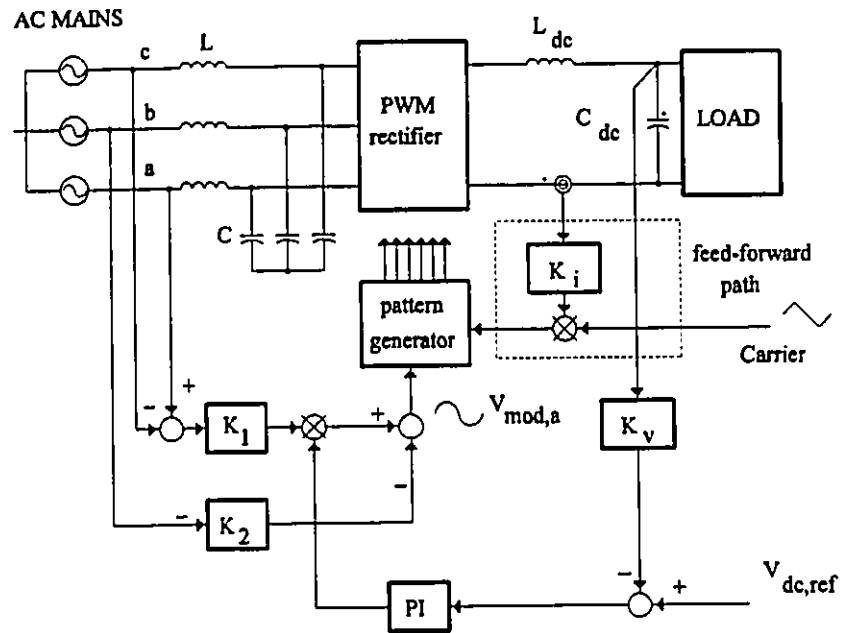 AC MAINS
c
L
L dc
b
PWM
rectifier
C dc
LOAD
a
C
K i
feed-forward
path
pattern
generator
Carrier
+
−
K 1
+
V mod,a
K v
−
−
K 2
−
+
V dc,ref
PI